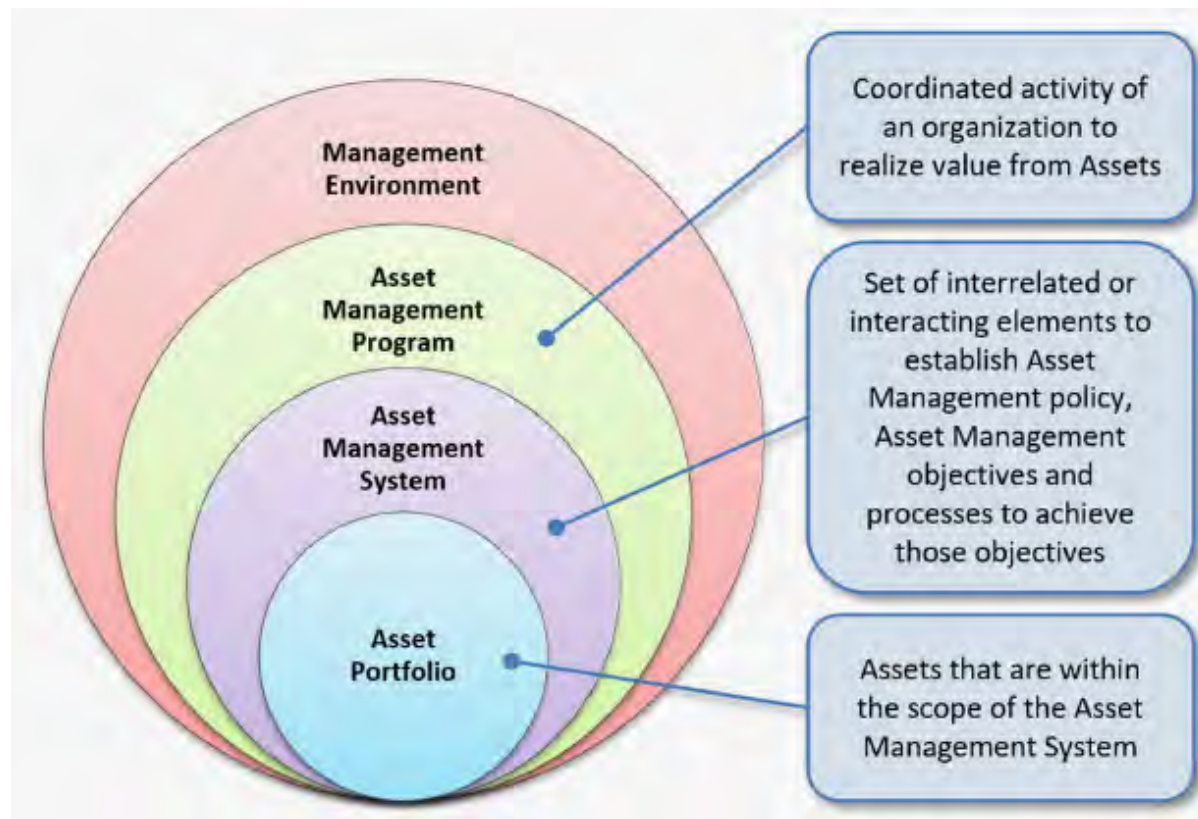 Management
Environment
Asset
Management
Program
Asset
Management
System
Asset
Portfolio
Coordinated activity of
an organization to
realize value from Assets
Set of interrelated or
interacting elements to
establish Asset
Management policy,
Asset Management
objectives and
processes to achieve
those objectives
Assets that are within
the scope of the Asset
Management System